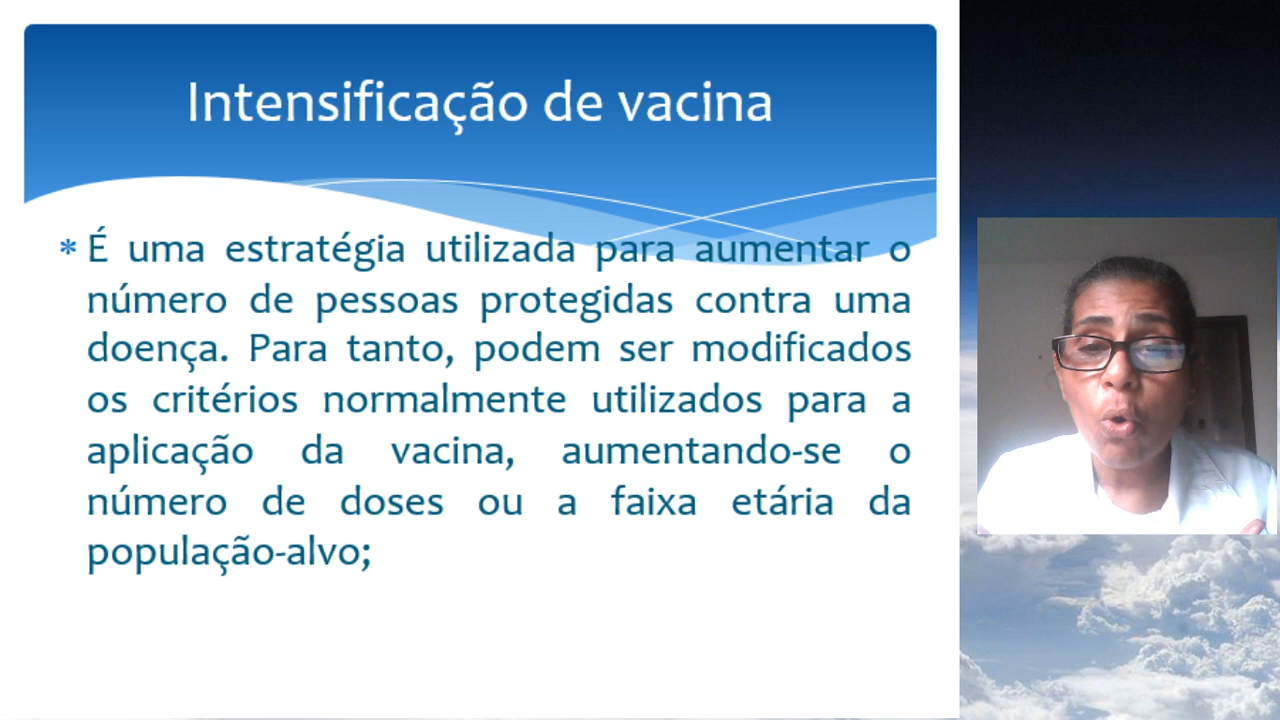 Intensificação de vacina
* É uma estratégia utilizada para aumentar o
número de pessoas protegidas contra uma
doença. Para tanto, podem ser modificados
os critérios normalmente utilizados para a
aplicação da vacina, aumentando-se o
número de doses ou a faixa etária da
população-alvo;